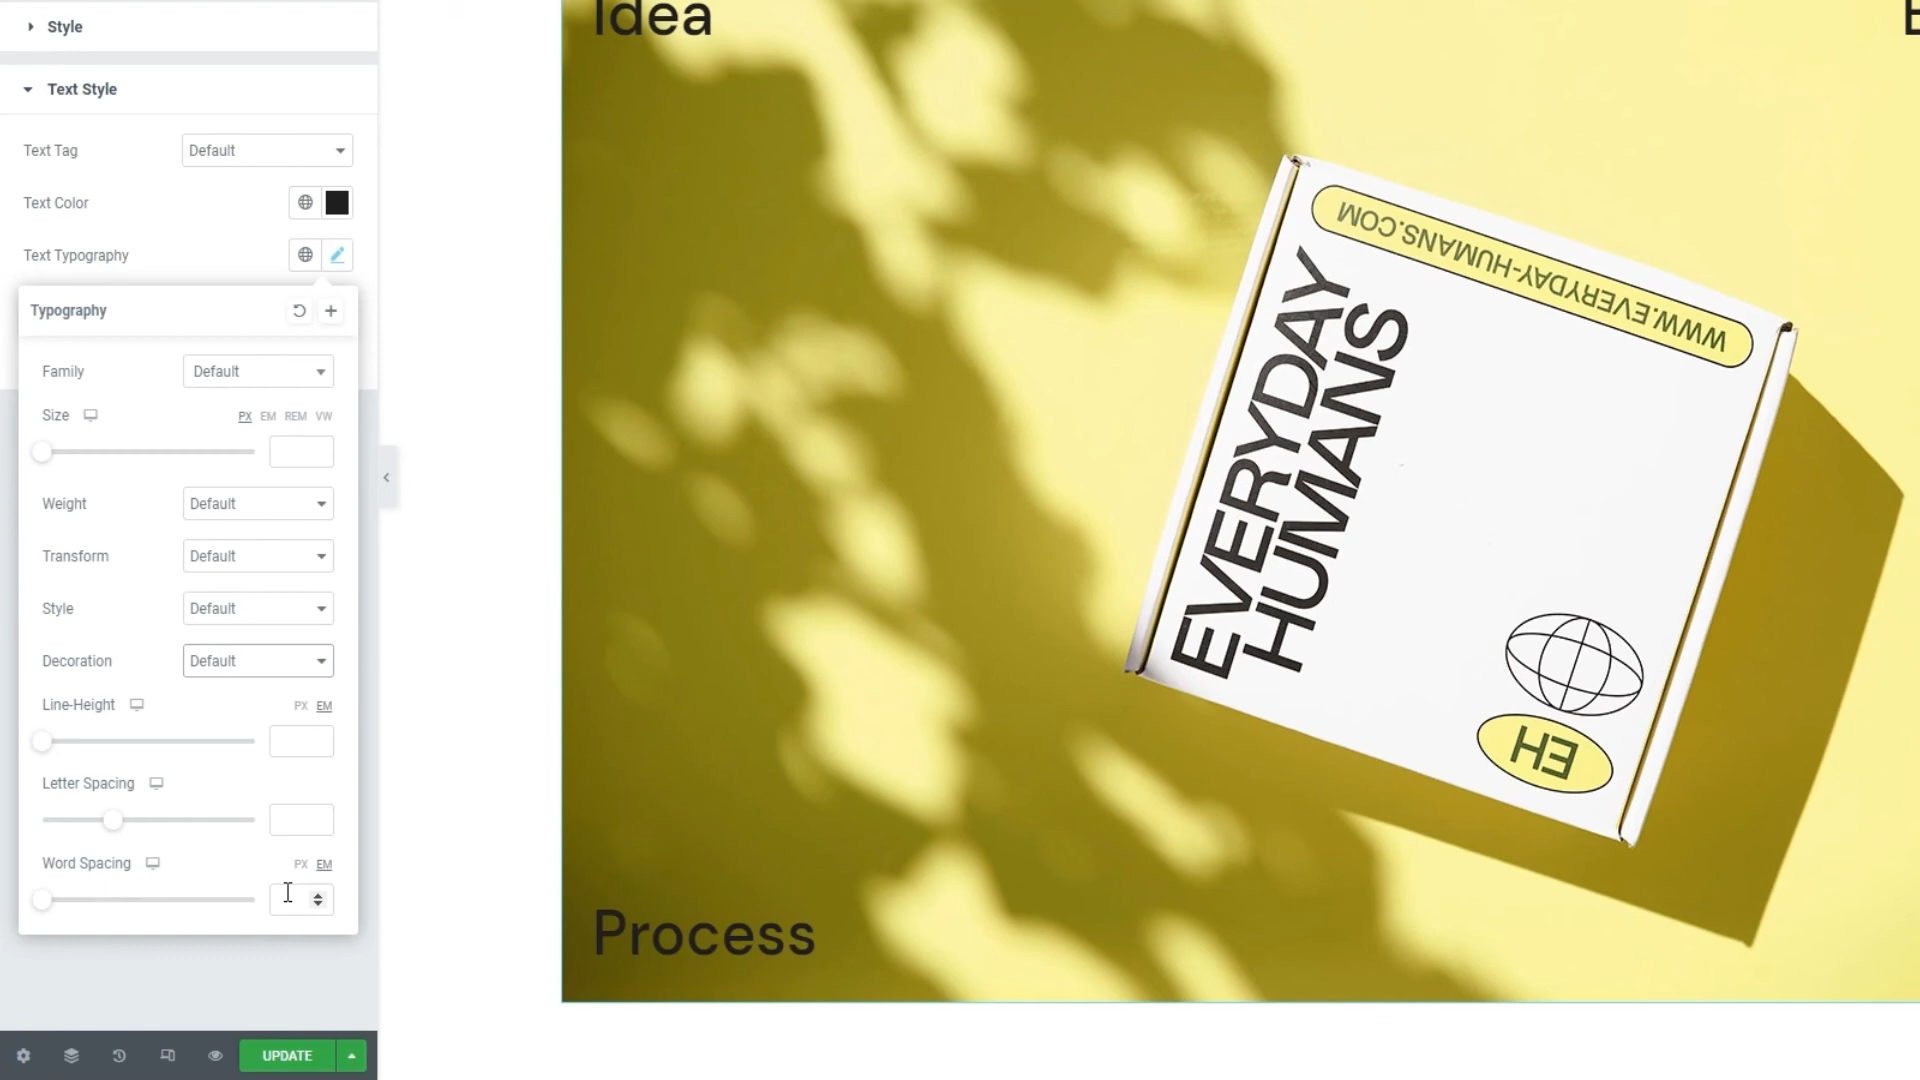 Style
Text Style
Text Tag
Default
Text Color
Text Typography
Typography
Family
Default
Size
PX EM REM VW
Weight
Default
Transform
Default
Style
Default
Decoration
Default
Line-Height
PX EM
Letter Spacing
Word Spacing
PX EM
UPDATE
Idea
WWW.EVERYDAY-HUMANS.COM
EVERYDAY
HUMANS
EH
Process